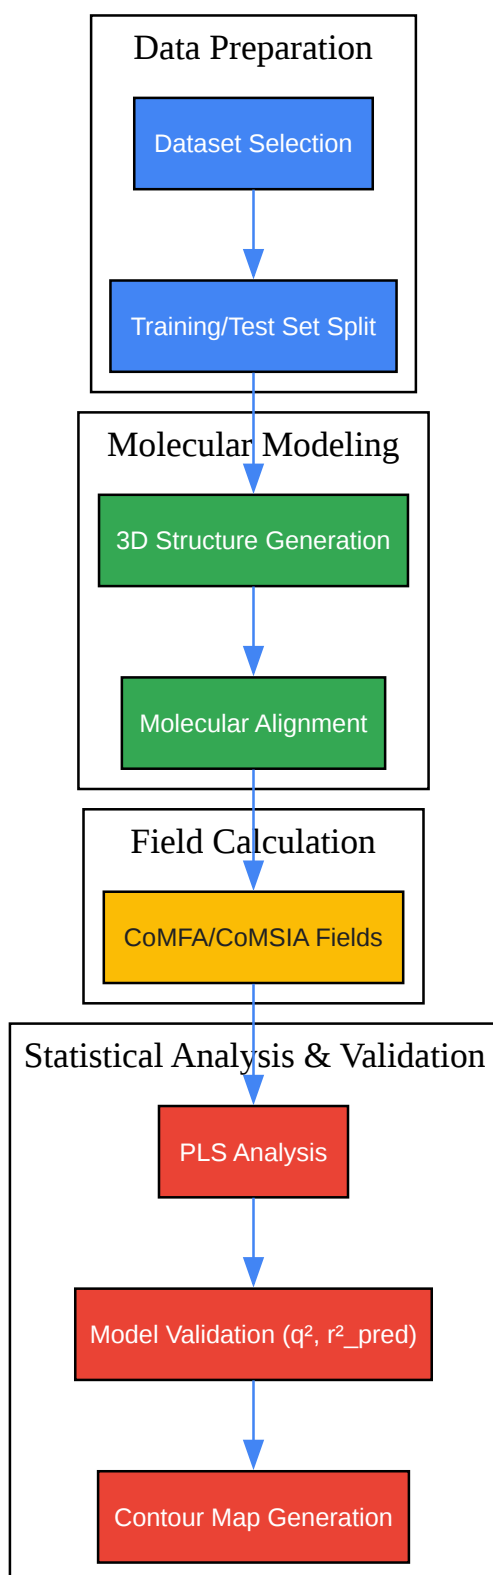 Data Preparation
Dataset Selection
Training/Test Set Split
Molecular Modeling
3D Structure Generation
Molecular Alignment
Field Calculation
CoMFA/CoMSIA Fields
Statistical Analysis & Validation
PLS Analysis
Model Validation (q², r²_pred)
Contour Map Generation